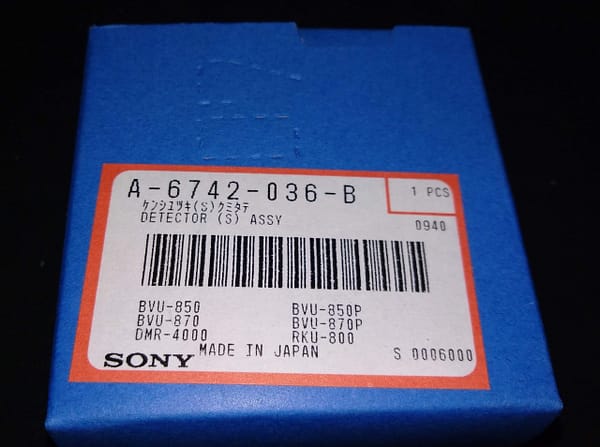 A-6742-036-B
1 PCS
ケンシュツキ(S)クミタテ
DETECTOR (S) ASSY
0940
BVU-850 BVU-850P
BVU-870 BVU-870P
DMR-4000 RKU-800
SONY MADE IN JAPAN S 0006000